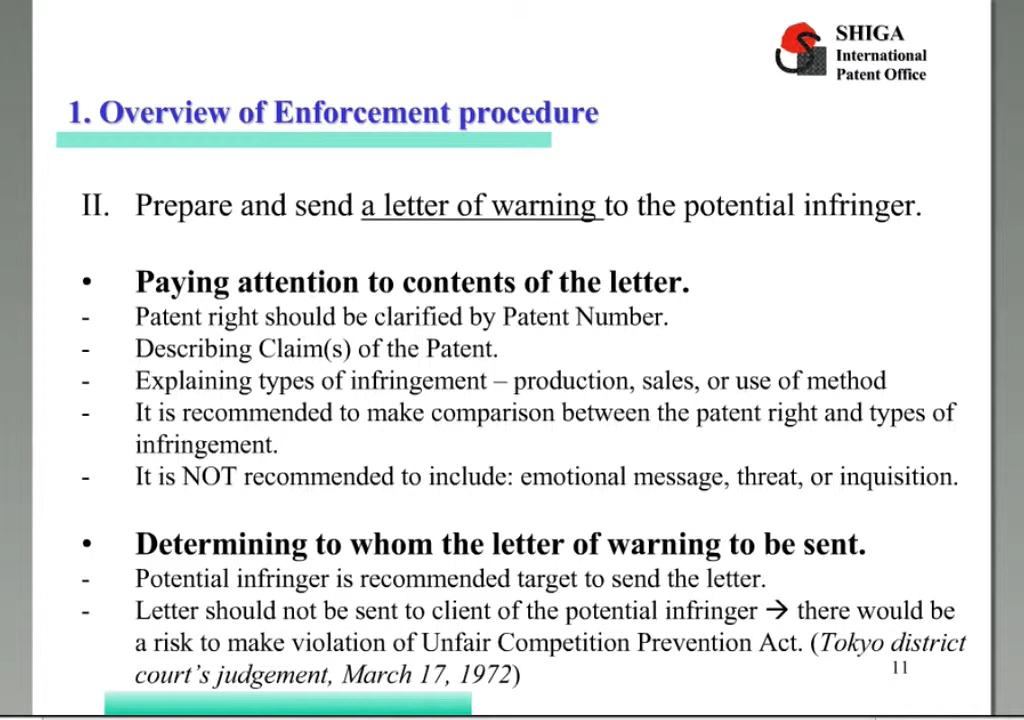 SHIGA
International
Patent Office
1. Overview of Enforcement procedure
II. Prepare and send a letter of warning to the potential infringer.
• Paying attention to contents of the letter.
- Patent right should be clarified by Patent Number.
- Describing Claim(s) of the Patent.
- Explaining types of infringement – production, sales, or use of method
- It is recommended to make comparison between the patent right and types of
infringement.
- It is NOT recommended to include: emotional message, threat, or inquisition.
• Determining to whom the letter of warning to be sent.
- Potential infringer is recommended target to send the letter.
- Letter should not be sent to client of the potential infringer → there would be
a risk to make violation of Unfair Competition Prevention Act. (Tokyo district
court's judgement, March 17, 1972)
11